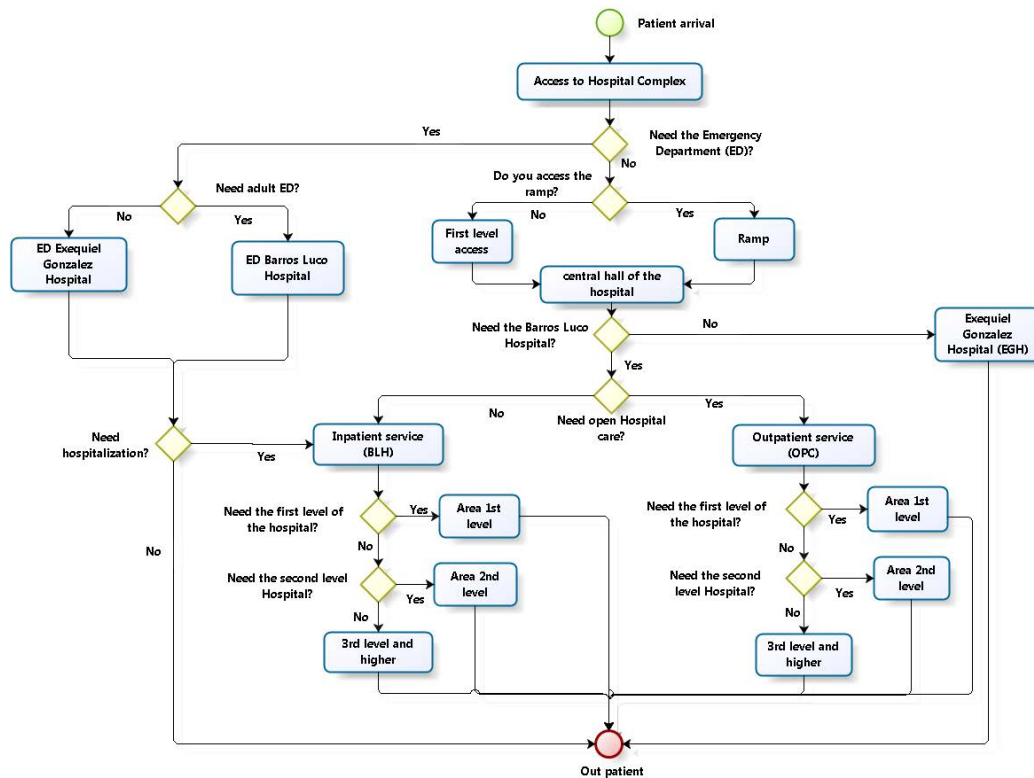 Patient arrival
Access to Hospital Complex
Yes
Need the Emergency
Department (ED)?
No
Do you access the
ramp?
Need adult ED?
No
Yes
No
Yes
ED Exequiel
Gonzalez
Hospital
ED Barros Luco
Hospital
First level
access
Ramp
central hall of the
hospital
Need the Barros Luco
Hospital?
No
Exequiel
Gonzalez
Hospital (EGH)
Yes
No
Need open Hospital
care?
Yes
Need
hospitalization?
Yes
Inpatient service
(BLH)
Outpatient service
(OPC)
Need the first level of
the hospital?
Yes
Area 1st
level
Need the first level of
the hospital?
Yes
Area 1st
level
No
No
No
Need the second level
Hospital?
Yes
Area 2nd
level
Need the second
level Hospital?
Yes
Area 2nd
level
No
No
3rd level and
higher
3rd level and
higher
Out patient